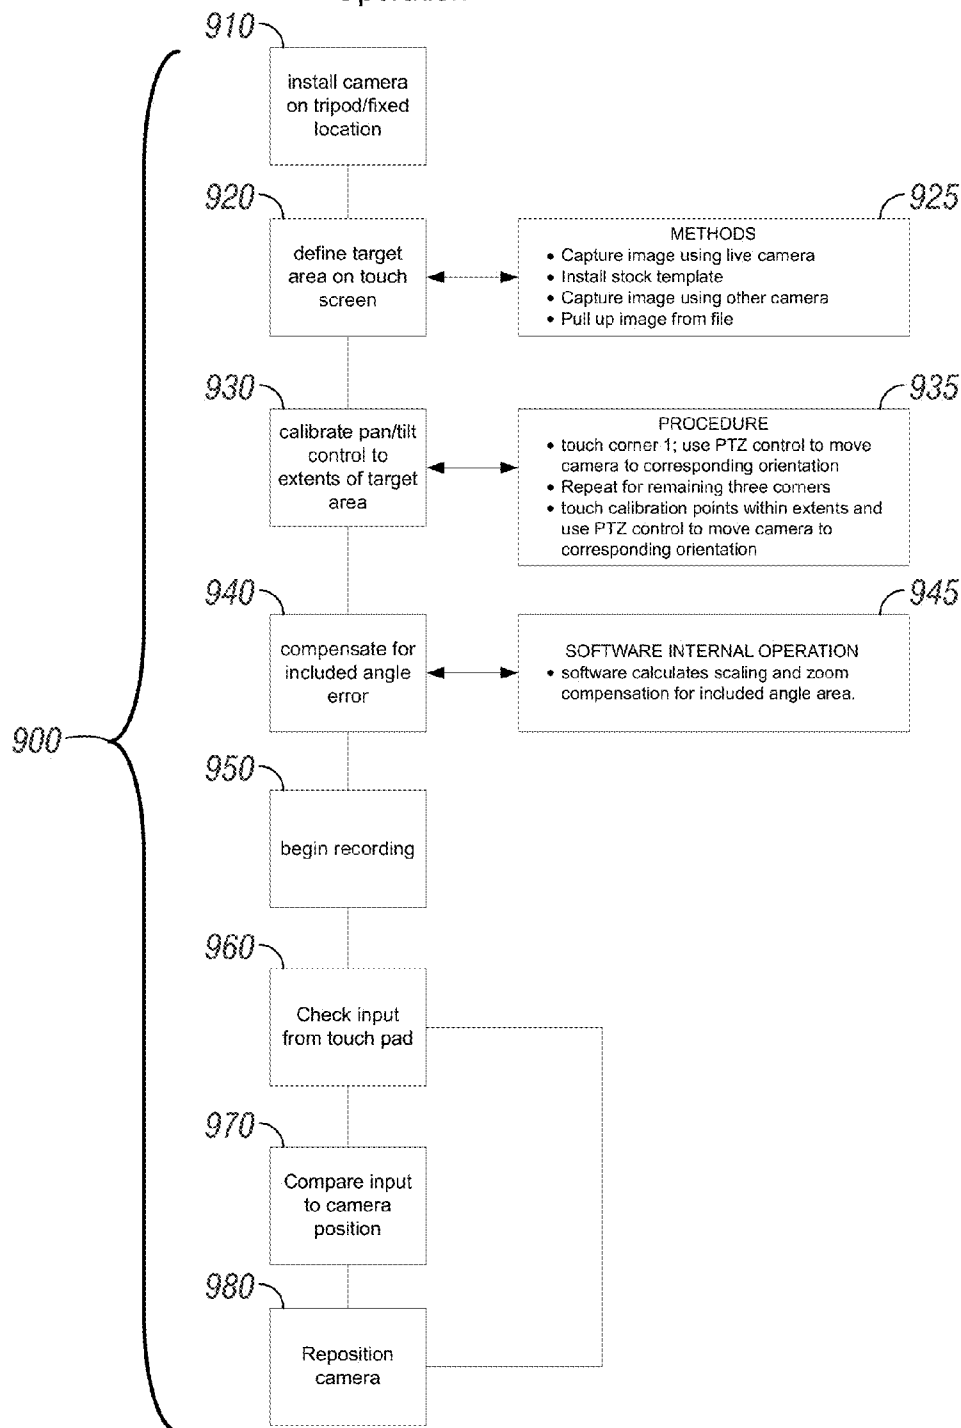 910
install camera
on tripod/fixed
location
920
define target
area on touch
screen
925
METHODS
• Capture image using live camera
• Install stock template
• Capture image using other camera
• Pull up image from file
930
calibrate pan/tilt
control to
extents of target
area
935
PROCEDURE
• touch corner 1; use PTZ control to move
camera to corresponding orientation
• Repeat for remaining three corners
• touch calibration points within extents and
use PTZ control to move camera to
corresponding orientation
940
compensate for
included angle
error
945
SOFTWARE INTERNAL OPERATION
• software calculates scaling and zoom
compensation for included angle area.
900
950
begin recording
960
Check input
from touch pad
970
Compare input
to camera
position
980
Reposition
camera